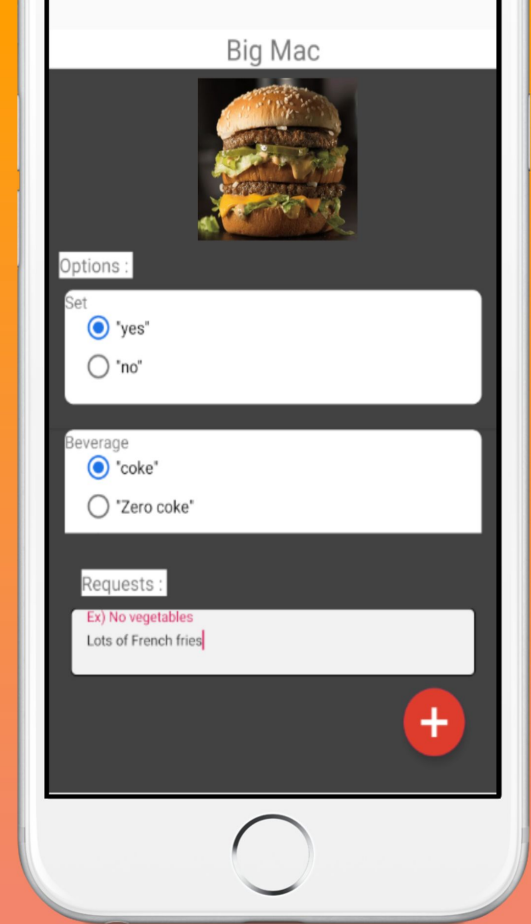 Big Mac
Options :
Set
"yes"
"no"
Beverage
"coke"
"Zero coke"
Requests :
Ex) No vegetables
Lots of French fries